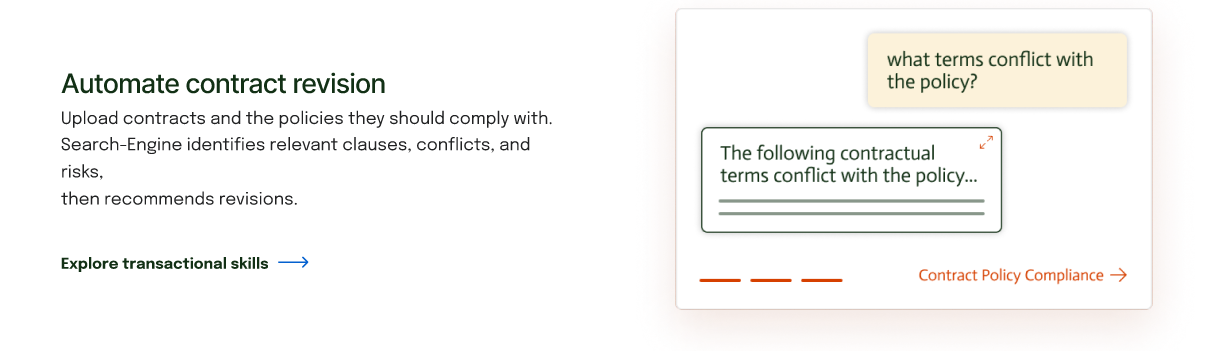 Automate contract revision
Upload contracts and the policies they should comply with.
Search-Engine identifies relevant clauses, conflicts, and
risks,
then recommends revisions.
Explore transactional skills
what terms conflict with
the policy?
The following contractual
terms conflict with the policy...
Contract Policy Compliance